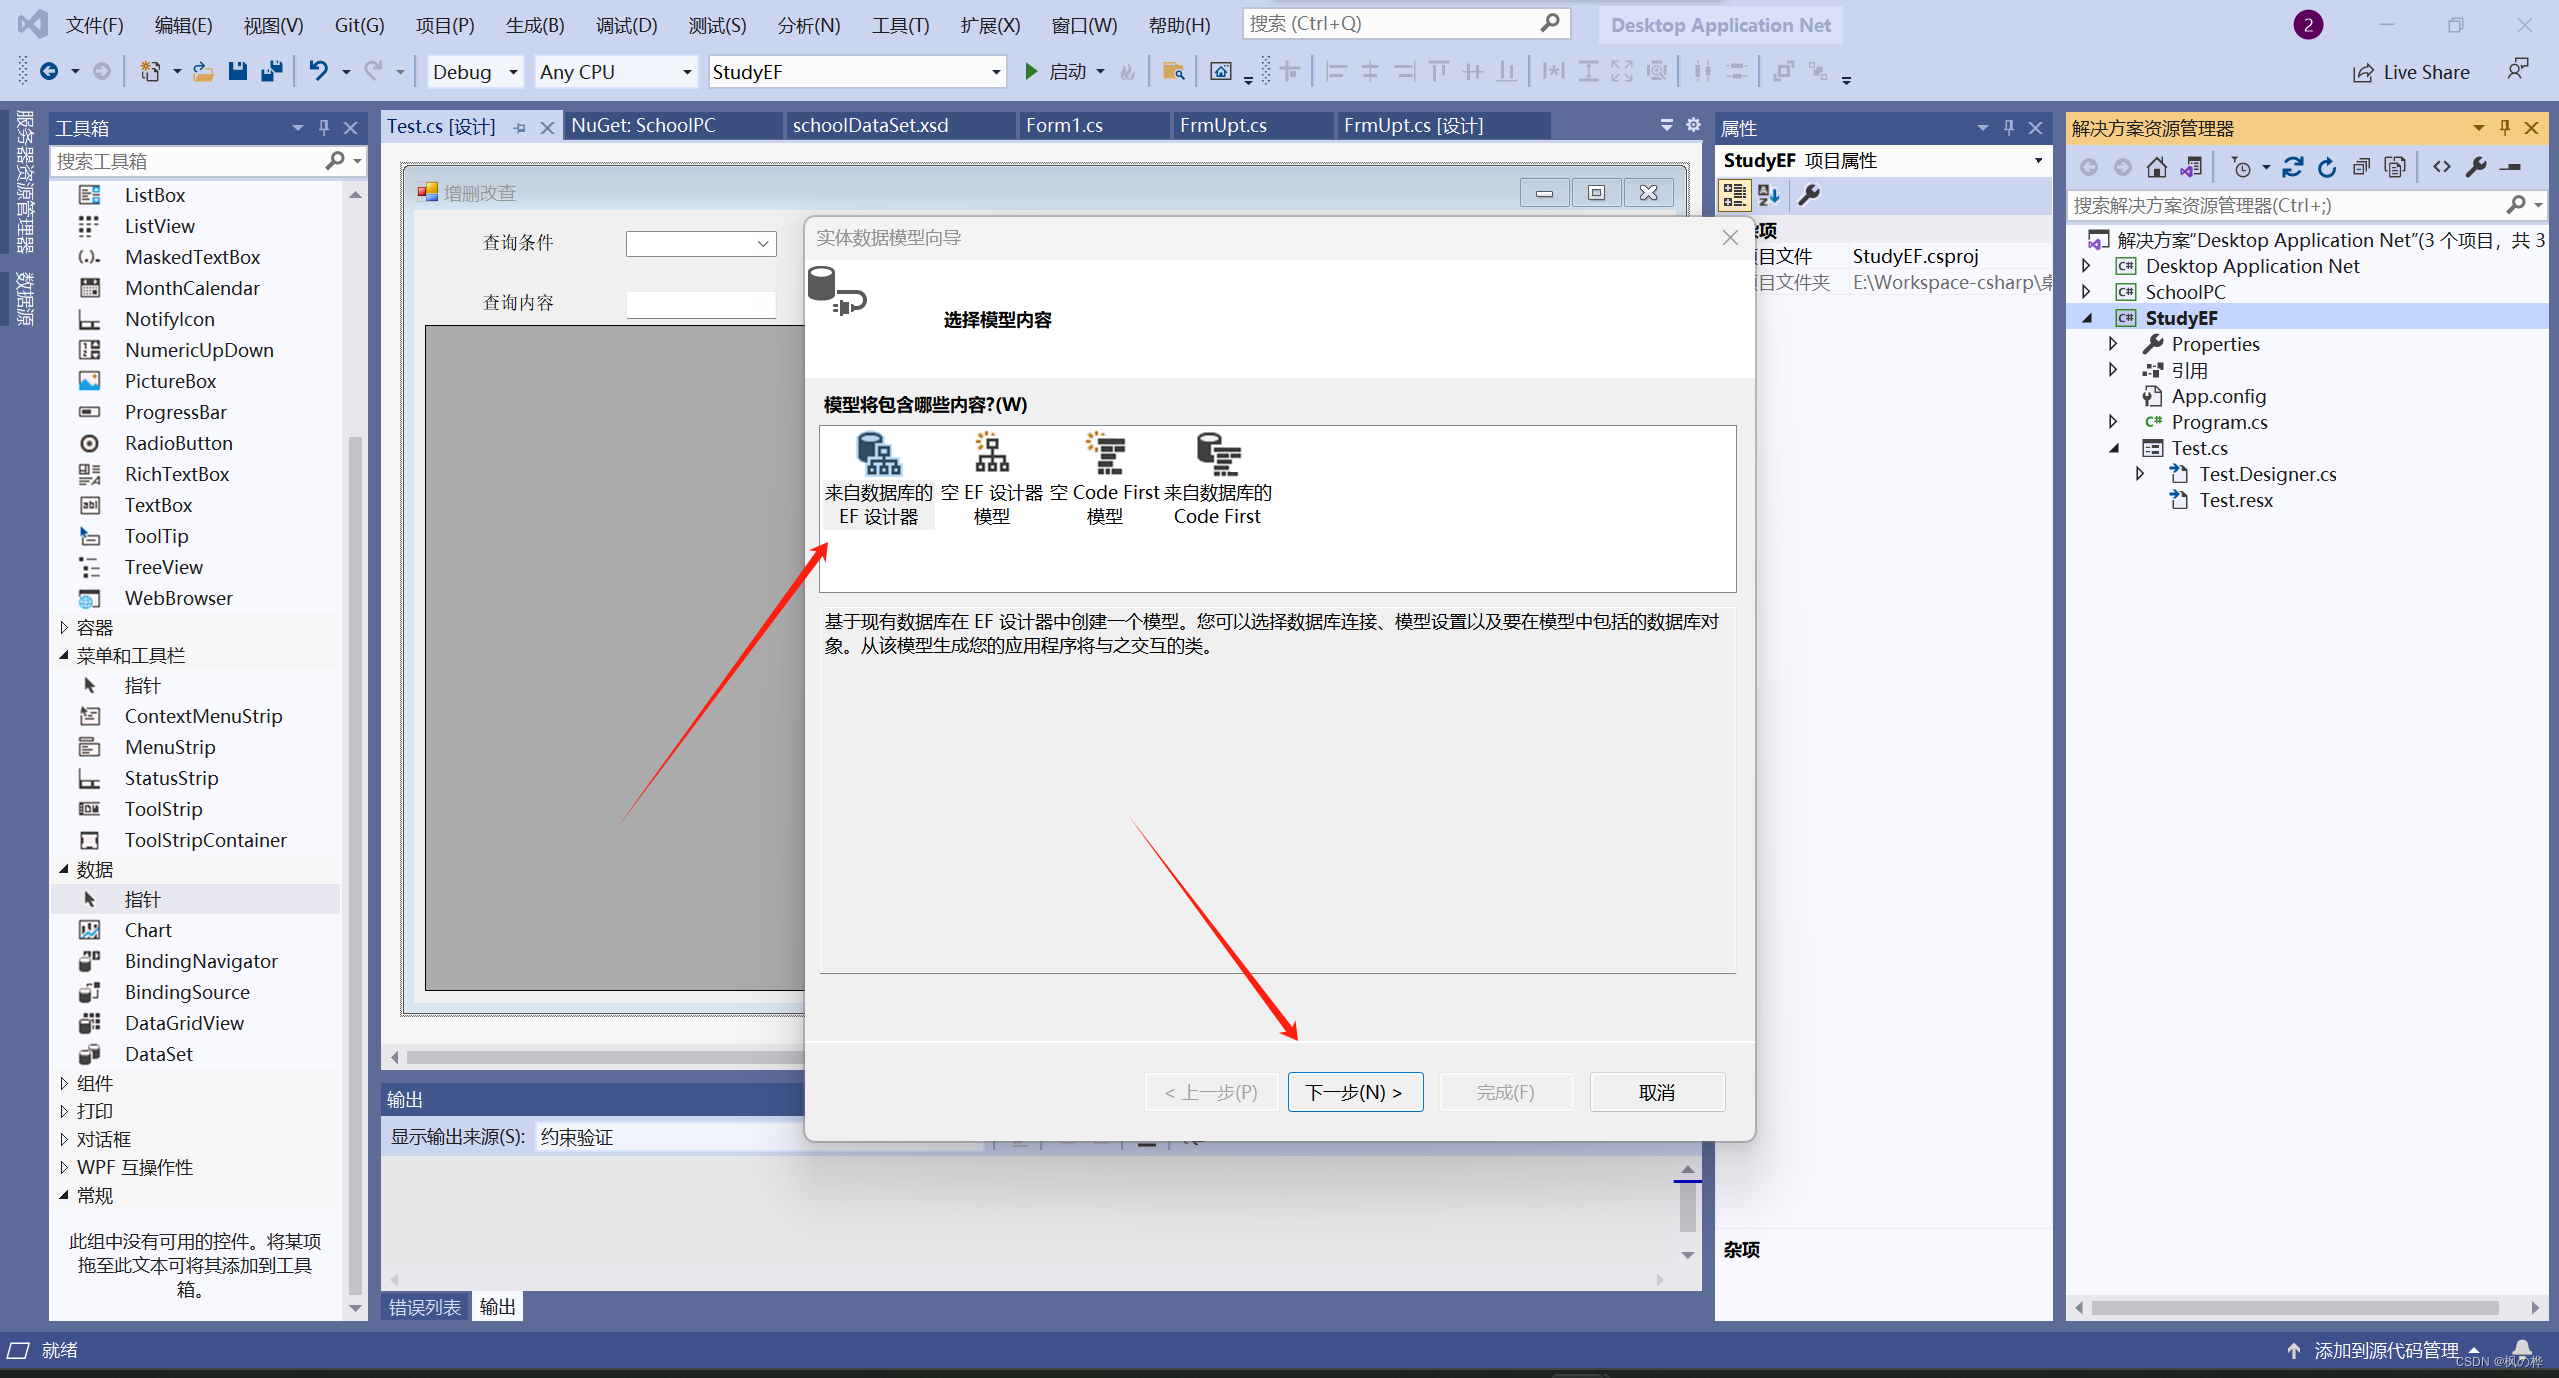 文件(F) 编辑(E) 视图(V) Git(G) 项目(P) 生成(B) 调试(D) 测试(S) 分析(N) 工具(T) 扩展(X) 窗口(W) 帮助(H) 搜索 (Ctrl+Q) Desktop Application Net 2
Debug Any CPU StudyEF 启动 Live Share
服务器资源管理器
数据源
工具箱
搜索工具箱
ListBox
ListView
MaskedTextBox
MonthCalendar
NotifyIcon
NumericUpDown
PictureBox
ProgressBar
RadioButton
RichTextBox
TextBox
ToolTip
TreeView
WebBrowser
容器
菜单和工具栏
指针
ContextMenuStrip
MenuStrip
StatusStrip
ToolStrip
ToolStripContainer
数据
指针
Chart
BindingNavigator
BindingSource
DataGridView
DataSet
组件
打印
对话框
WPF 互操作性
常规
此组中没有可用的控件。将某项
拖至此文本可将其添加到工具
箱。
Test.cs [设计] NuGet: SchoolPC schoolDataSet.xsd Form1.cs FrmUpt.cs FrmUpt.cs [设计]
增删改查
查询条件
查询内容
实体数据模型向导
选择模型内容
模型将包含哪些内容?(W)
来自数据库的 空 EF 设计器 空 Code First 来自数据库的
EF 设计器 模型 模型 Code First
基于现有数据库在 EF 设计器中创建一个模型。您可以选择数据库连接、模型设置以及要在模型中包括的数据库对
象。从该模型生成您的应用程序将与之交互的类。
< 上一步(P) 下一步(N) > 完成(F) 取消
输出
显示输出来源(S): 约束验证
错误列表 输出
属性
StudyEF 项目属性
项
目文件 StudyEF.csproj
目文件夹 E:\Workspace-csharp\桌
杂项
解决方案资源管理器
搜索解决方案资源管理器(Ctrl+;)
解决方案“Desktop Application Net”(3 个项目，共 3
Desktop Application Net
SchoolPC
StudyEF
Properties
引用
App.config
Program.cs
Test.cs
Test.Designer.cs
Test.resx
就绪 添加到源代码管理
CSDN @枫の桦